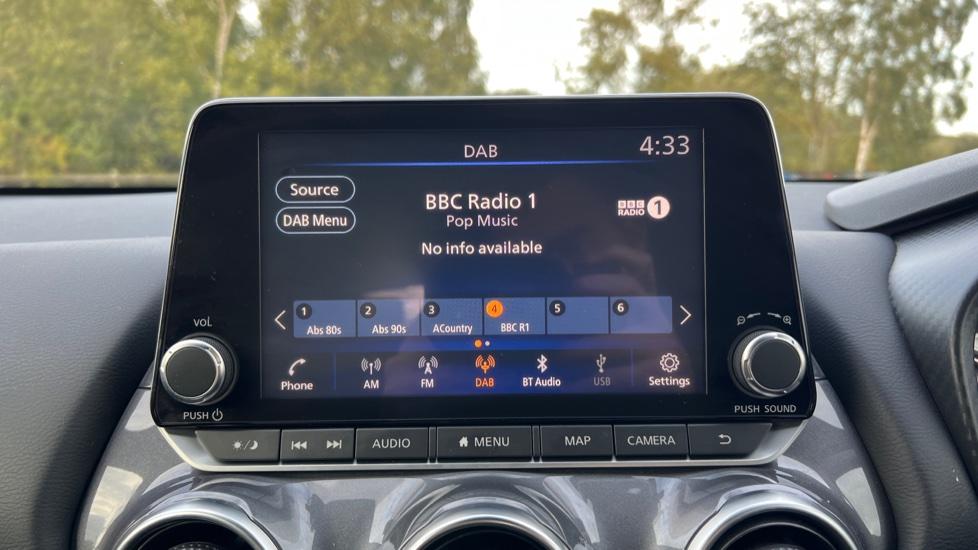 DAB
4:33
Source
DAB Menu
BBC Radio 1
Pop Music
No info available
BBC RADIO 1
1 2 3 4 5 6
Abs 80s Abs 90s ACountry BBC R1
Phone AM FM DAB BT Audio USB Settings
VOL
PUSH
PUSH SOUND
AUDIO MENU MAP CAMERA